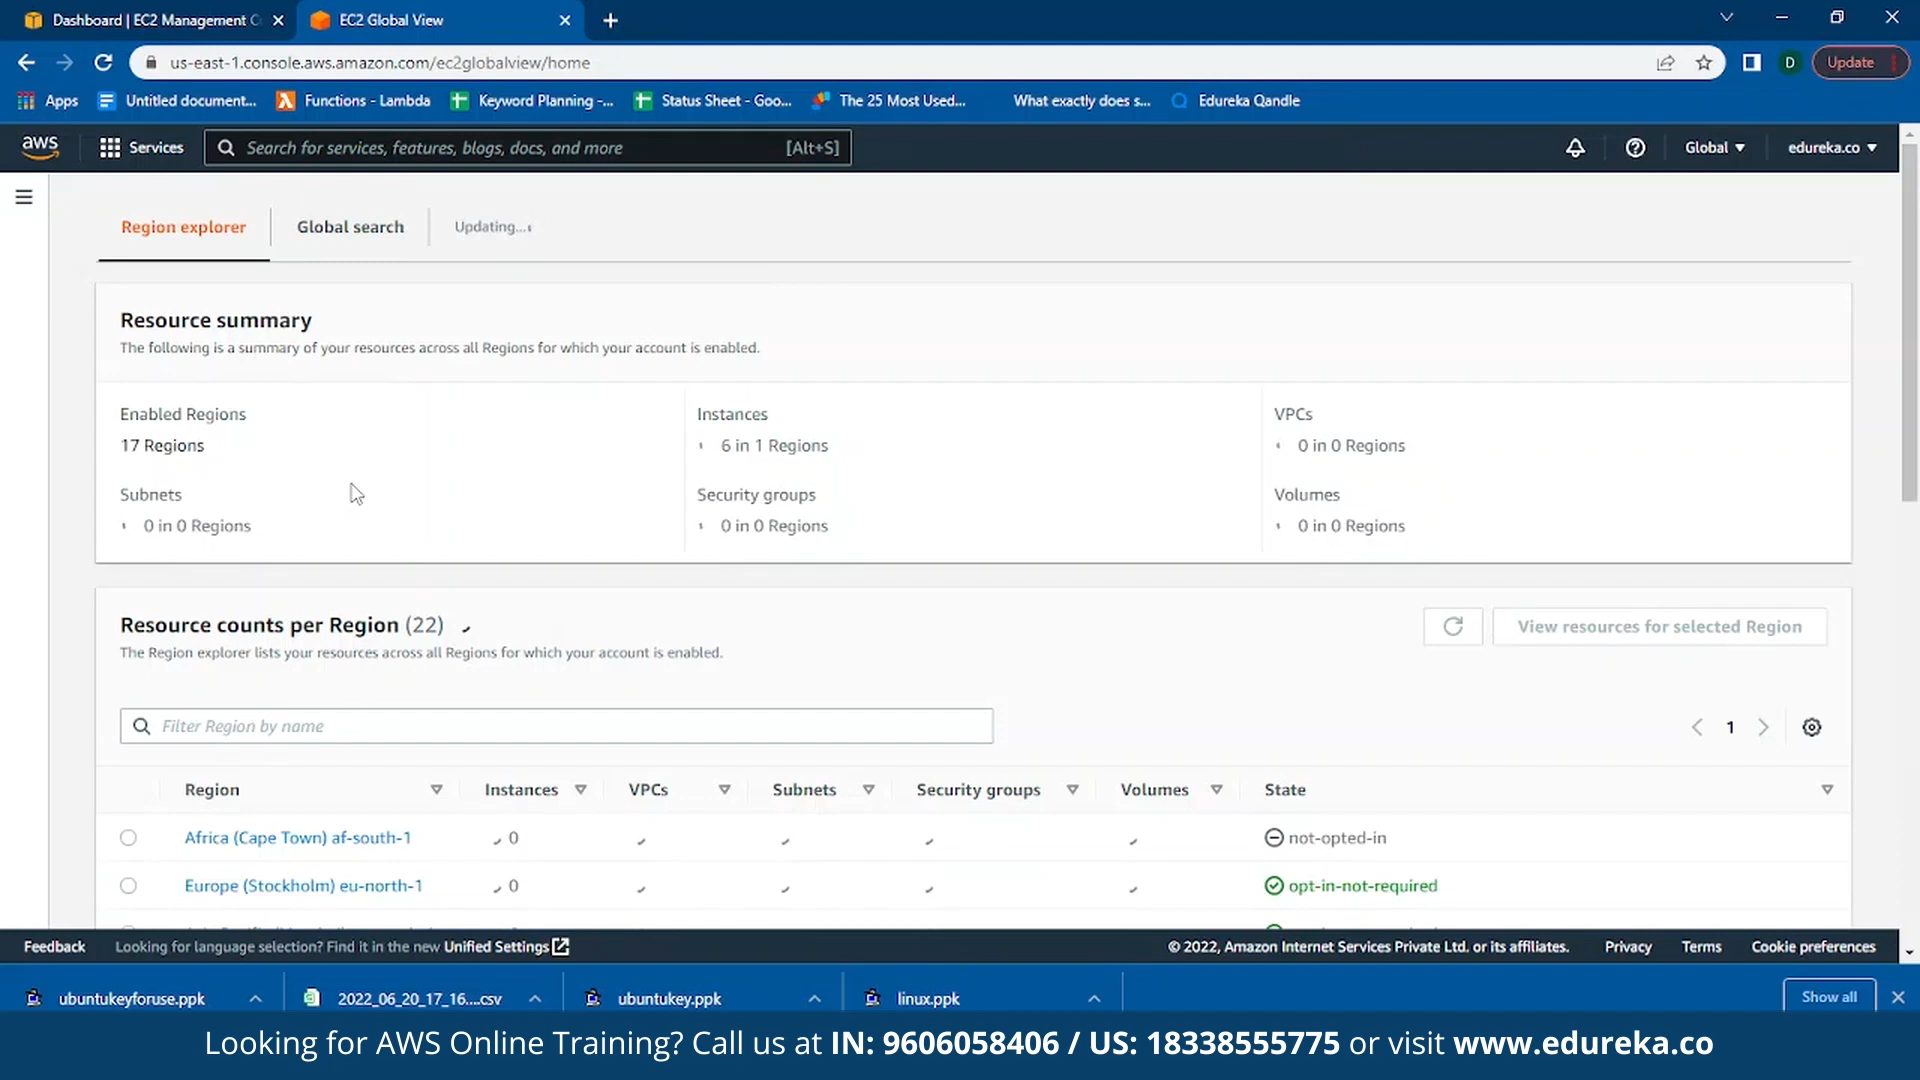 Dashboard | EC2 Management C
EC2 Global View
us-east-1.console.aws.amazon.com/ec2globalview/home
Update
Apps
Untitled document...
Functions - Lambda
Keyword Planning -...
Status Sheet - Goo...
The 25 Most Used...
What exactly does s...
Edureka Qandle
aws
Services
Search for services, features, blogs, docs, and more
[Alt+S]
Global
edureka.co
Region explorer
Global search
Updating...
Resource summary
The following is a summary of your resources across all Regions for which your account is enabled.
Enabled Regions
17 Regions
Instances
6 in 1 Regions
VPCs
0 in 0 Regions
Subnets
0 in 0 Regions
Security groups
0 in 0 Regions
Volumes
0 in 0 Regions
Resource counts per Region (22)
The Region explorer lists your resources across all Regions for which your account is enabled.
View resources for selected Region
Filter Region by name
1
Region
Instances
VPCs
Subnets
Security groups
Volumes
State
Africa (Cape Town) af-south-1
0
not-opted-in
Europe (Stockholm) eu-north-1
0
opt-in-not-required
Feedback
Looking for language selection? Find it in the new Unified Settings
© 2022, Amazon Internet Services Private Ltd. or its affiliates.
Privacy
Terms
Cookie preferences
ubuntukeyforuse.ppk
2022_06_20_17_16....csv
ubuntukey.ppk
linux.ppk
Show all
Looking for AWS Online Training? Call us at IN: 9606058406 / US: 18338555775 or visit www.edureka.co